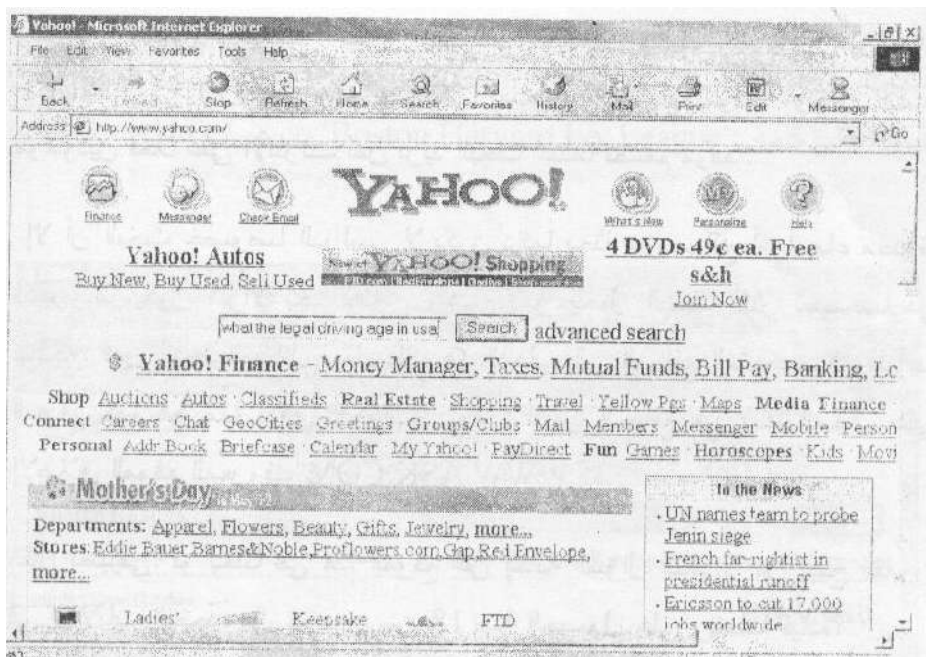 Yahoo! - Microsoft Internet Explorer
File Edit View Favorites Tools Help
Back Forward Stop Refresh Home Search Favorites History Mail Print Edit Messenger
Address http://www.yahoo.com/ Go
YAHOO!
Finance Messenger Check Email What's New Personalize Help
Yahoo! Autos
Buy New, Buy Used, Sell Used
YAHOO! Shopping
4 DVDs 49¢ ea. Free
s&h
Join Now
what the legal driving age in usa Search advanced search
Yahoo! Finance - Money Manager, Taxes, Mutual Funds, Bill Pay, Banking, Lc
Shop Auctions · Autos · Classifieds · Real Estate · Shopping · Travel · Yellow Pgs · Maps Media Finance ·
Connect Careers · Chat · GeoCities · Greetings · Groups/Clubs · Mail · Members · Messenger · Mobile · Person
Personal Addr Book · Briefcase · Calendar · My Yahoo! · PayDirect Fun Games · Horoscopes · Kids · Movi
Mother's Day
Departments: Apparel, Flowers, Beauty, Gifts, Jewelry, more...
Stores: Eddie Bauer Barnes&Noble, Proflowers.com, Gap, Red Envelope,
more...
Ladies' Keepsake FTD
In the News
· UN names team to probe
Jenin siege
· French far-rightist in
presidential runoff
· Ericsson to cut 17,000
jobs worldwide